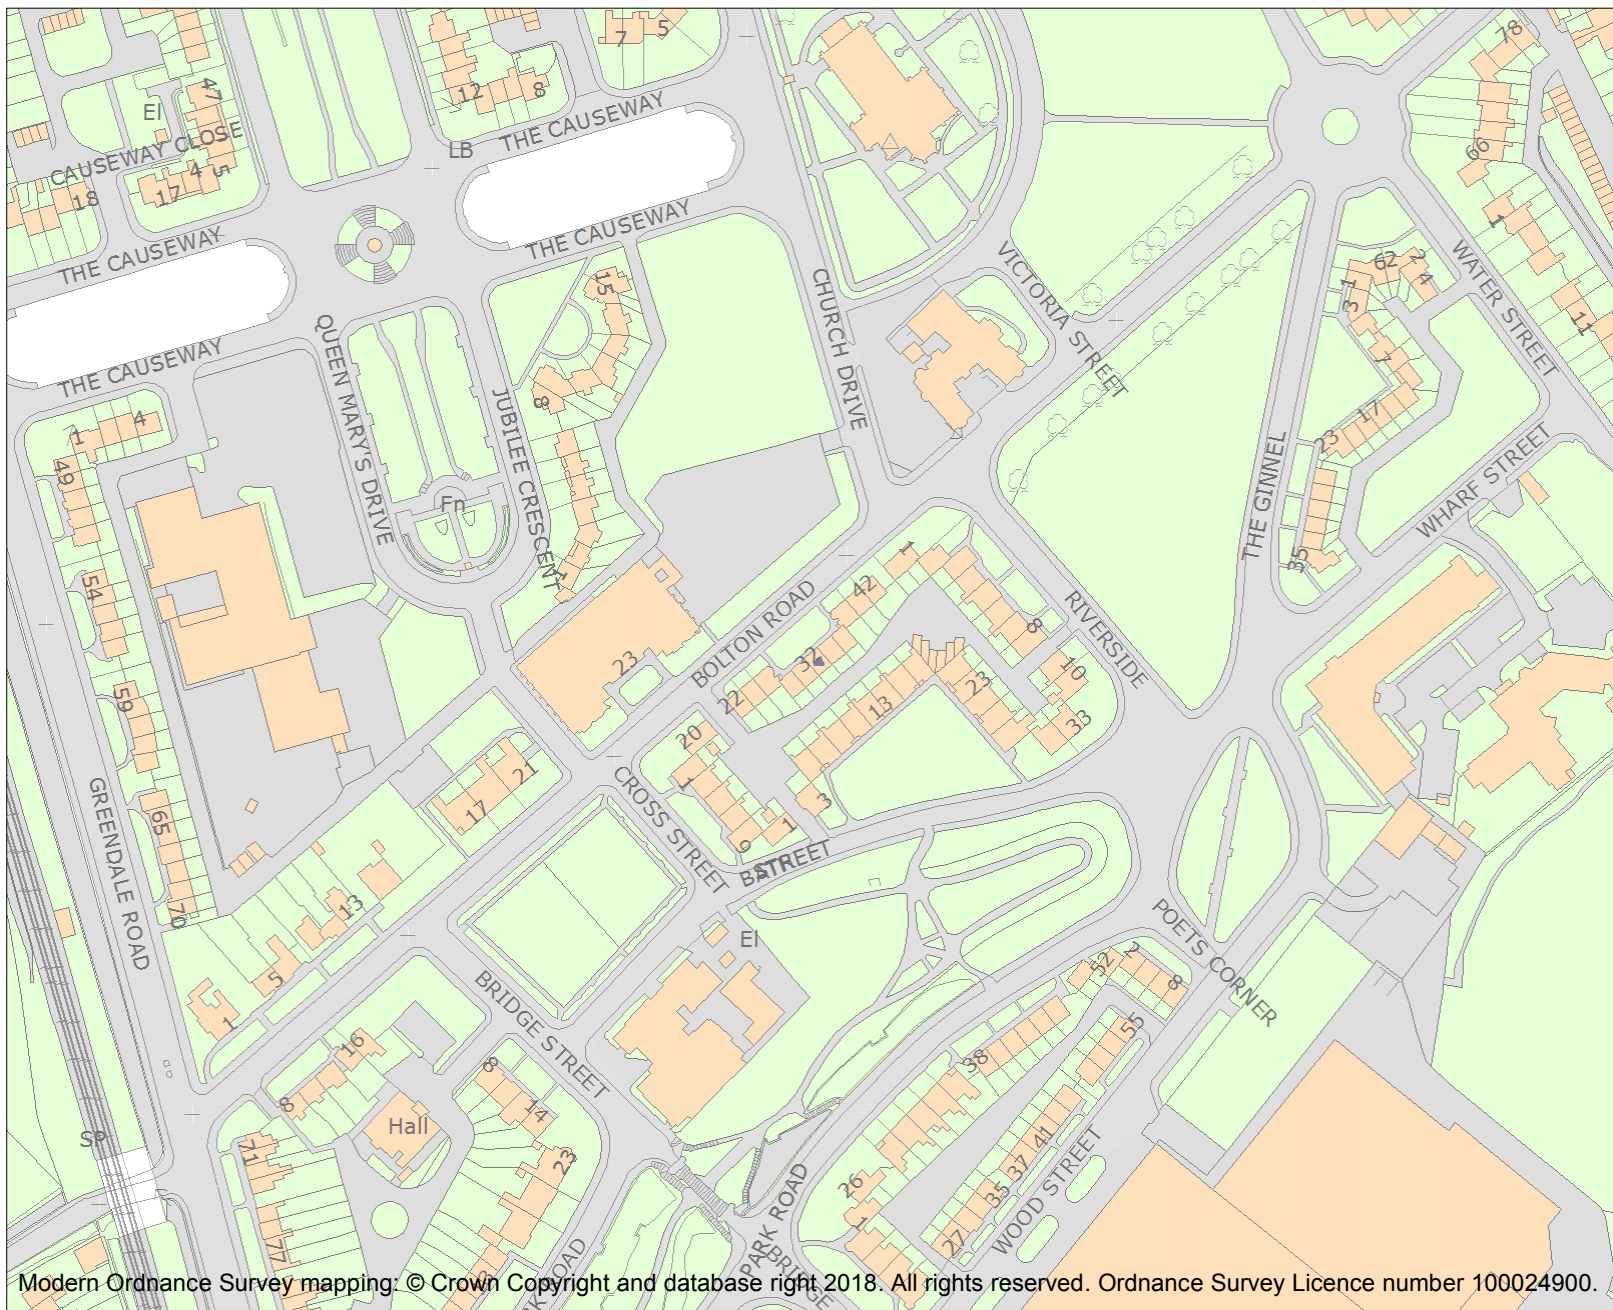 7
5
78
47
El
12
8
THE CAUSEWAY
CAUSEWAY CLOSE
LB
66
4
5
17
18
THE CAUSEWAY
THE CAUSEWAY
1
62
2
4
VICTORIA STREET
WATER STREET
15
1
3
CHURCH DRIVE
11
QUEEN MARY'S DRIVE
THE CAUSEWAY
7
JUBILEE CRESCENT
8
4
1
17
23
49
WHARF STREET
THE GINNEL
Fn
35
1
1
54
42
BOLTON ROAD
RIVERSIDE
8
23
32
10
59
22
13
23
33
20
21
1
CROSS STREET
17
3
65
1
9
BATH STREET
GREENDALE ROAD
70
13
El
POETS CORNER
52
2
8
5
1
BRIDGE STREET
55
16
38
8
8
14
Hall
SP
71
41
23
37
WOOD STREET
26
35
PARK ROAD
1
27
77
BRIDGE
Modern Ordnance Survey mapping: © Crown Copyright and database right 2018. All rights reserved. Ordnance Survey Licence number 100024900.